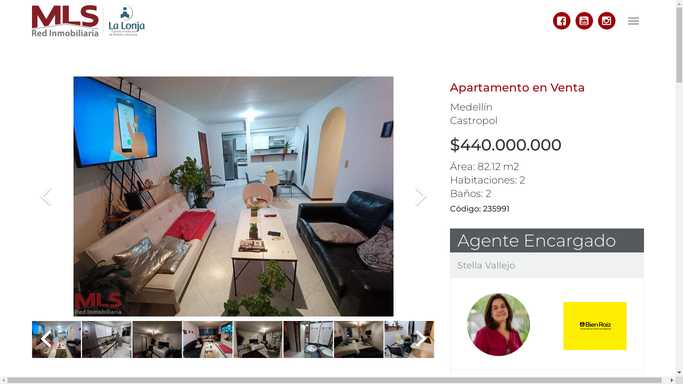 MLS
Red Inmobiliaria
La Lonja
Apartamento en Venta
Medellín
Castropol
$440.000.000
Área: 82.12 m2
Habitaciones: 2
Baños: 2
Código: 235991
Agente Encargado
Stella Vallejo
Bien Raíz
MLS
Red Inmobiliaria